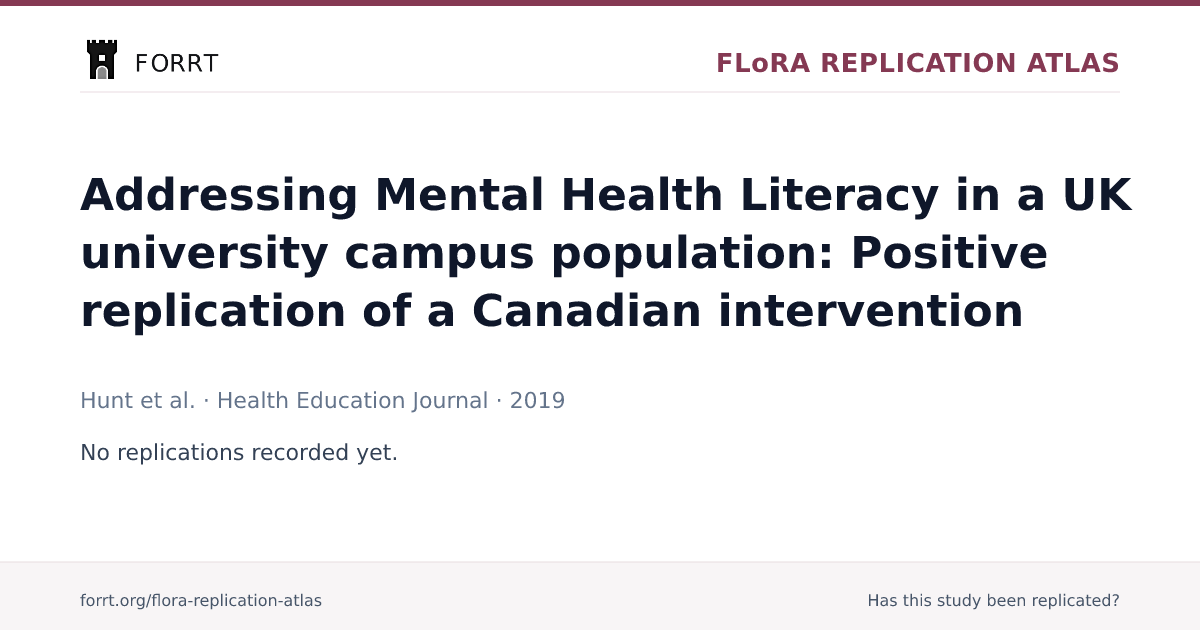 FORRT
FLoRA REPLICATION ATLAS
Addressing Mental Health Literacy in a UK
university campus population: Positive
replication of a Canadian intervention
Hunt et al. · Health Education Journal · 2019
No replications recorded yet.
forrt.org/flora-replication-atlas
Has this study been replicated?